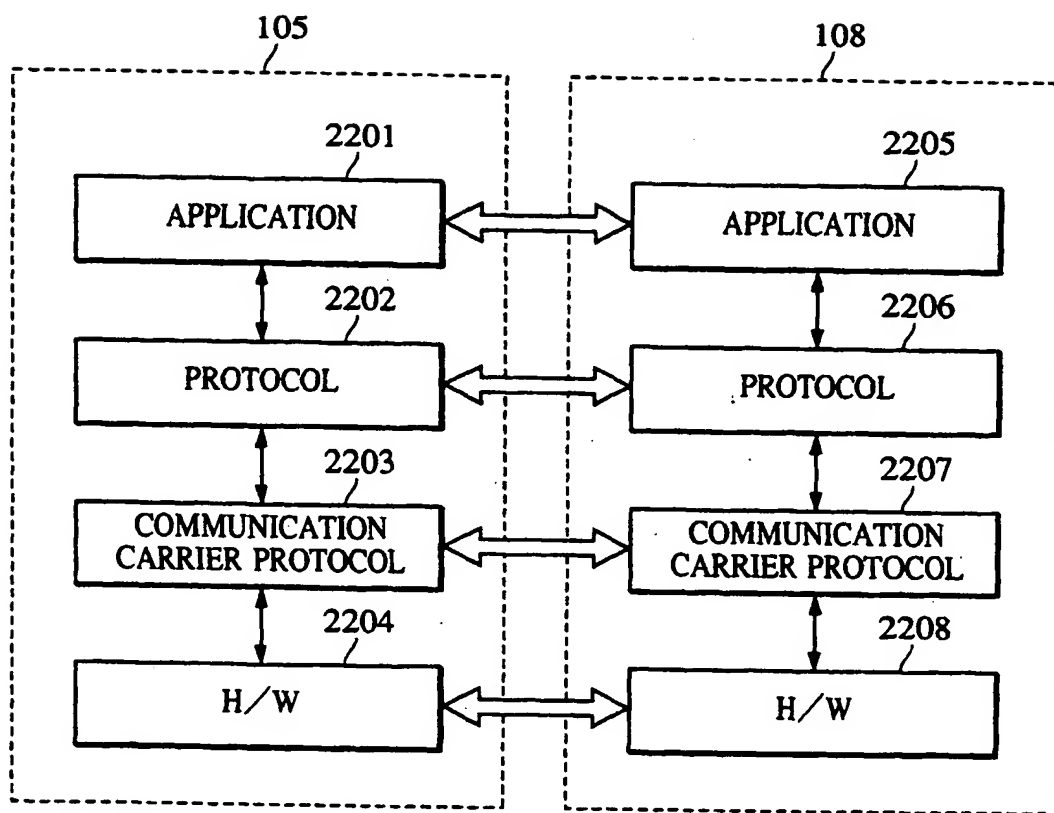 105
108
2201
APPLICATION
2205
APPLICATION
2202
PROTOCOL
2206
PROTOCOL
2203
COMMUNICATION
CARRIER PROTOCOL
2207
COMMUNICATION
CARRIER PROTOCOL
2204
H/W
2208
H/W